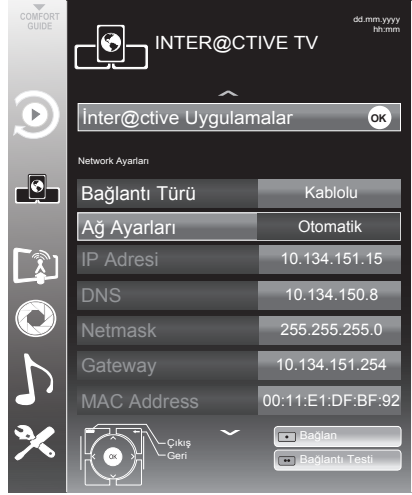 COMFORT
GUIDE
INTER@CTIVE TV
dd.mm.yyyy
hh:mm
İnter@ctive Uygulamalar OK
Network Ayarları
Bağlantı Türü Kablolu
Ağ Ayarları Otomatik
IP Adresi 10.134.151.15
DNS 10.134.150.8
Netmask 255.255.255.0
Gateway 10.134.151.254
MAC Address 00:11:E1:DF:BF:92
OK
Çıkış
Geri
Bağlan
Bağlantı Testi